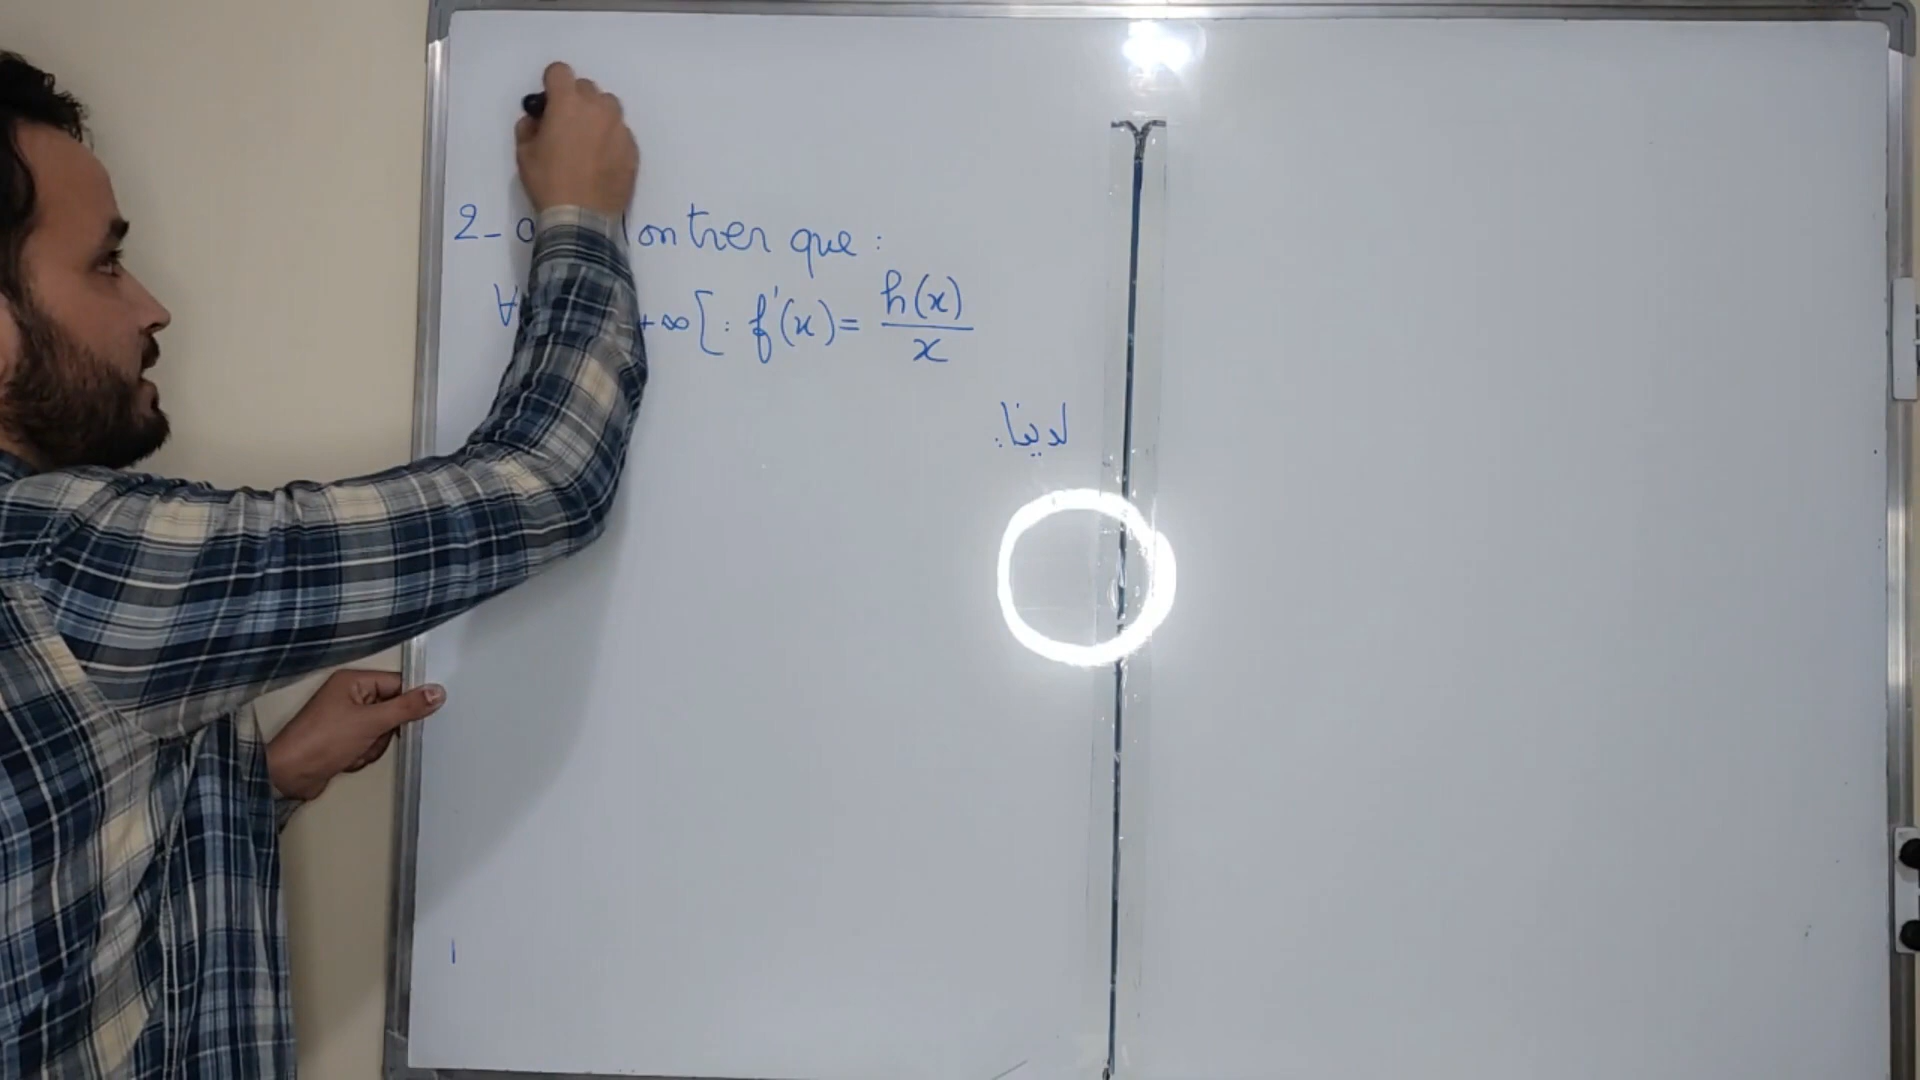 2- ontrer que :
∀ +∞[ : f'(x) = h(x)/x
لدينا: